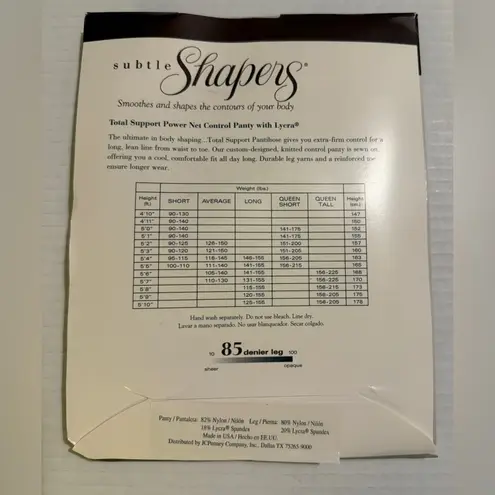 subtle Shapers®
Smoothes and shapes the contours of your body
Total Support Power Net Control Panty with Lycra®
The ultimate in body shaping...Total Support Pantihose gives you extra-firm control for a
long, lean line from waist to toe. Our custom-designed, knitted control panty is sewn on
offering you a cool, comfortable fit all day long. Durable leg yarns and a reinforced toe
ensure longer wear.
Weight (lbs.)
Height (ft.) SHORT AVERAGE LONG QUEEN SHORT QUEEN TALL Height (cm.)
4'10" 90-130 147
4'11" 90-140 150
5'0" 90-140 141-175 152
5'1" 90-140 141-175 155
5'2" 90-125 126-150 151-200 157
5'3" 90-120 121-150 151-205 160
5'4" 95-115 116-145 146-155 156-205 163
5'5" 100-110 111-140 141-155 156-215 165
5'6" 105-140 141-155 156-225 168
5'7" 110-130 131-155 156-225 170
5'8" 116-155 156-215 173
5'9" 120-155 156-205 175
5'10" 125-155 156-205 178
Hand wash separately. Do not use bleach. Line dry.
Lavar a mano separado. No usar blanqueador. Secar colgado.
10 85 denier leg 100
sheer opaque
Panty / Pantaleta: 82% Nylon / Nilón Leg / Pierna: 80% Nylon / Nilón
18% Lycra® Spandex 20% Lycra® Spandex
Made in USA / Hecho en EE.UU.
Distributed by JCPenney Company, Inc. Dallas TX 75263-9000